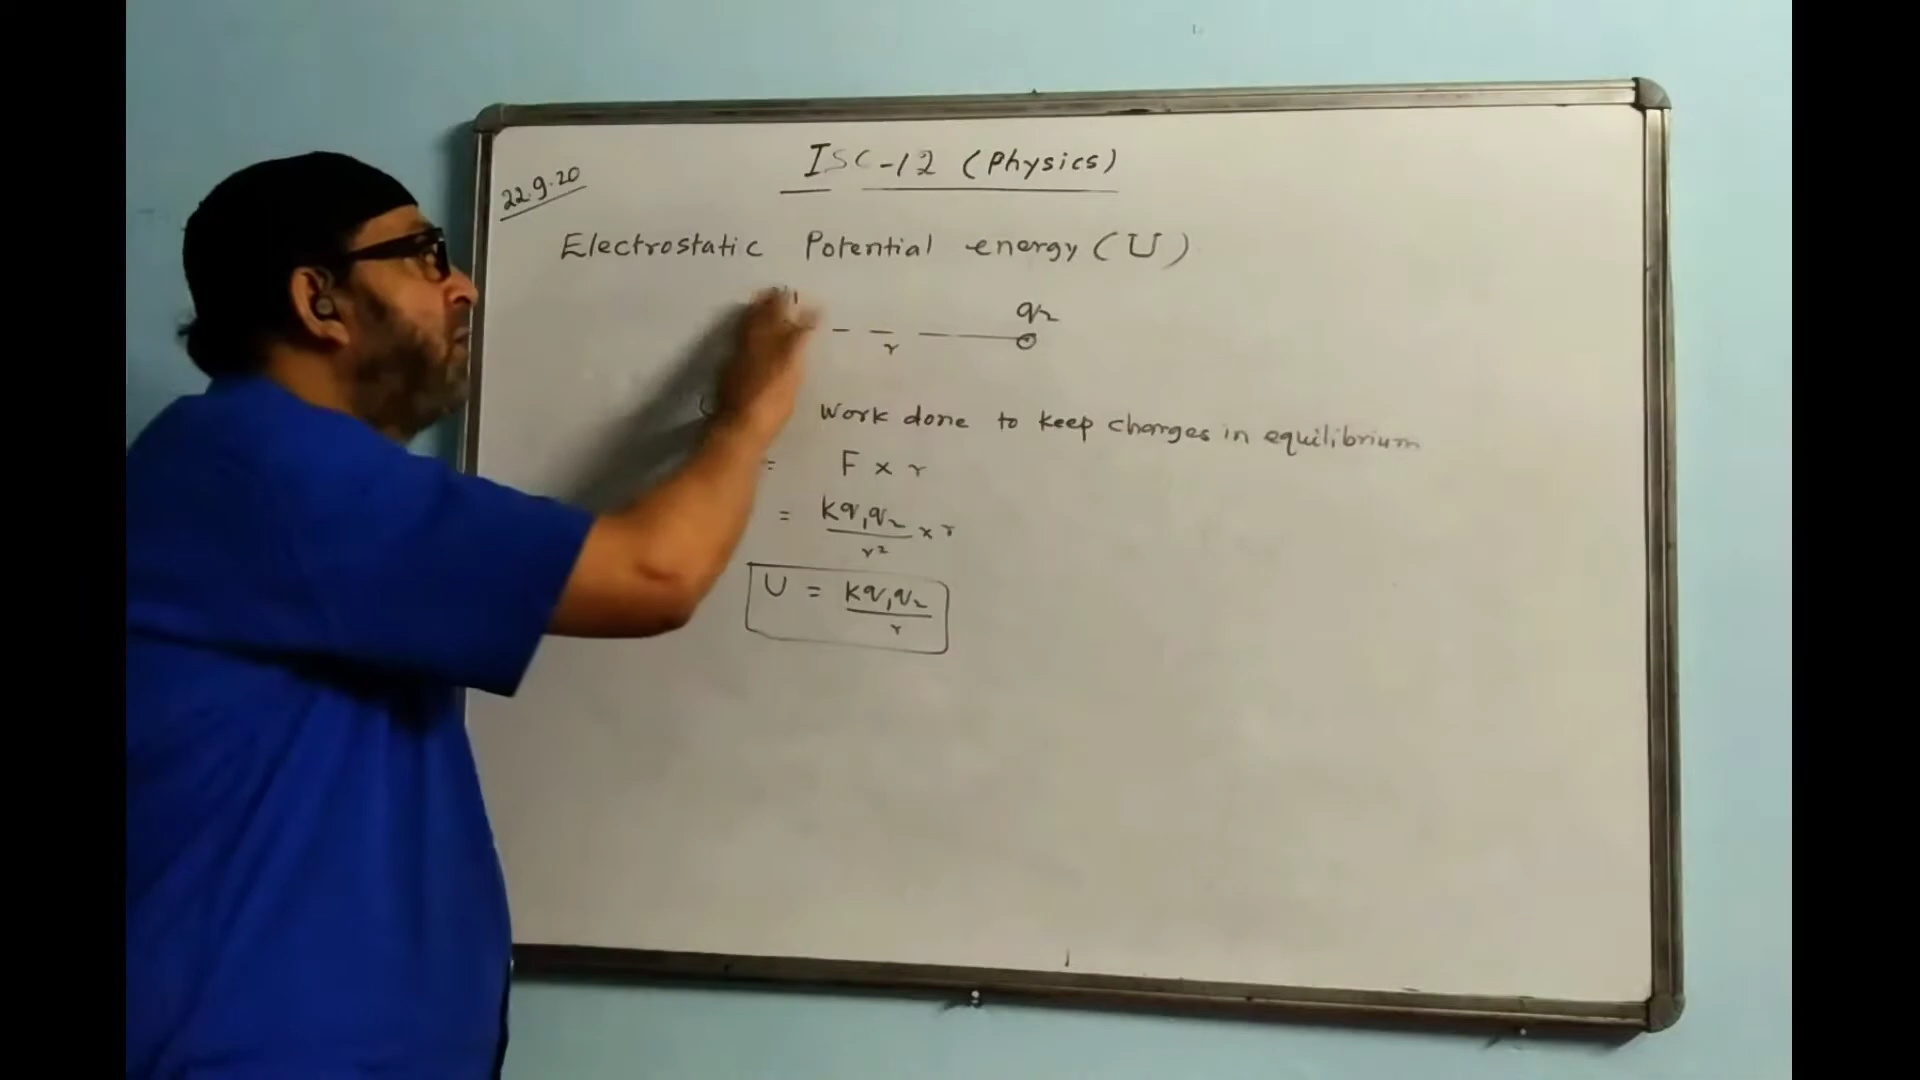 22.9.20
ISC-12 (Physics)
Electrostatic Potential energy (U)
q2
r
Work done to keep charges in equilibrium
= F × r
= Kq1q2/r² × r
U = Kq1q2/r